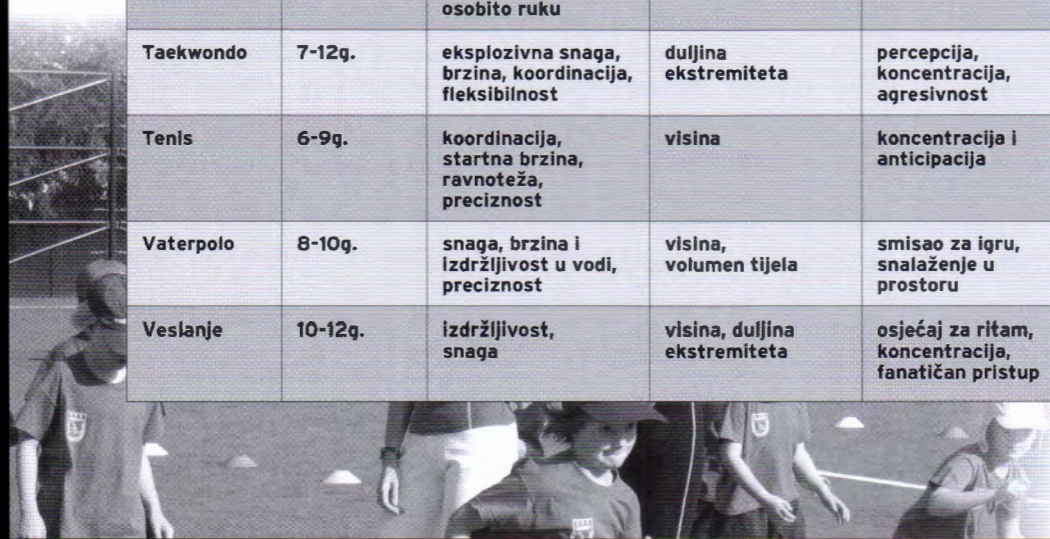 osobito ruku
Taekwondo
7-12g.
eksplozivna snaga,
brzina, koordinacija,
fleksibilnost
duljina
ekstremiteta
percepcija,
koncentracija,
agresivnost
Tenis
6-9g.
koordinacija,
startna brzina,
ravnoteža,
preciznost
visina
koncentracija i
anticipacija
Vaterpolo
8-10g.
snaga, brzina i
izdržljivost u vodi,
preciznost
visina,
volumen tijela
smisao za igru,
snalaženje u
prostoru
Veslanje
10-12g.
izdržljivost,
snaga
visina, duljina
ekstremiteta
osjećaj za ritam,
koncentracija,
fanatičan pristup